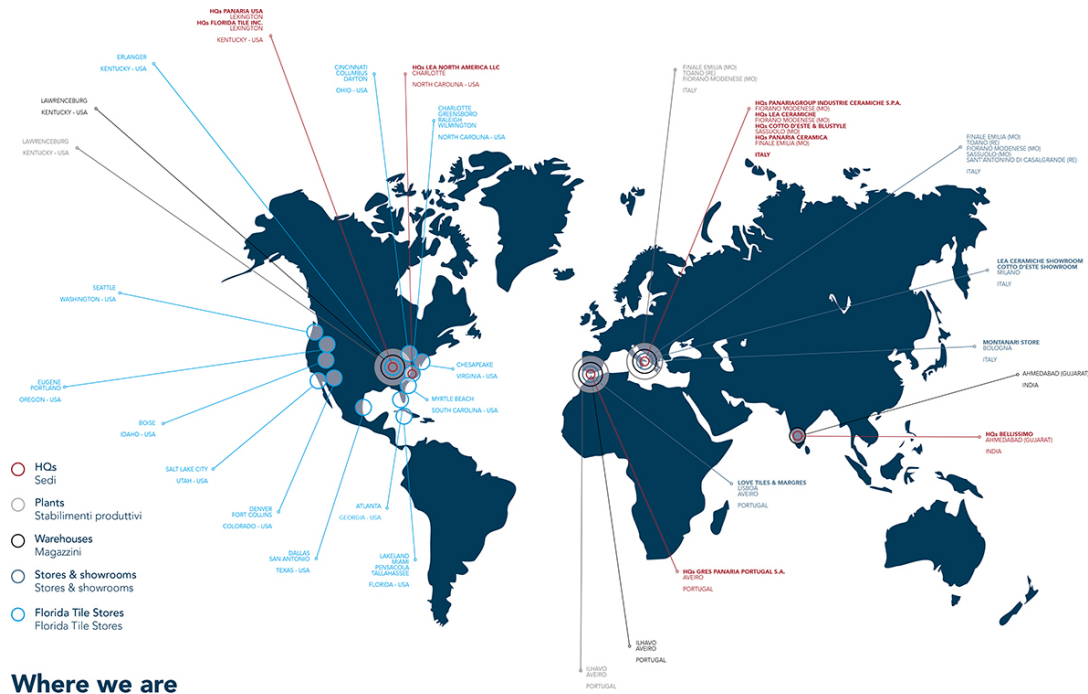 HQs PANARIA USA
LEXINGTON
HQs FLORIDA TILE INC.
LEXINGTON
KENTUCKY - USA
ERLANGER
KENTUCKY - USA
LAWRENCEBURG
KENTUCKY - USA
LAWRENCEBURG
KENTUCKY - USA
CINCINNATI
COLUMBUS
DAYTON
OHIO - USA
HQs LEA NORTH AMERICA LLC
CHARLOTTE
NORTH CAROLINA - USA
CHARLOTTE
GREENSBORO
RALEIGH
WILMINGTON
NORTH CAROLINA - USA
FINALE EMILIA (MO)
TOANO (RE)
FIORANO MODENESE (MO)
ITALY
HQs PANARIAGROUP INDUSTRIE CERAMICHE S.P.A.
FIORANO MODENESE (MO)
HQs LEA CERAMICHE
FIORANO MODENESE (MO)
HQs COTTO D'ESTE & BLUSTYLE
SASSUOLO (MO)
HQs PANARIA CERAMICA
FINALE EMILIA (MO)
ITALY
FINALE EMILIA (MO)
TOANO (RE)
FIORANO MODENESE (MO)
SASSUOLO (MO)
SANT'ANTONINO DI CASALGRANDE (RE)
ITALY
LEA CERAMICHE SHOWROOM
COTTO D'ESTE SHOWROOM
MILANO
ITALY
MONTANARI STORE
BOLOGNA
ITALY
AHMEDABAD (GUJARAT)
INDIA
HQs BELLISSIMO
AHMEDABAD (GUJARAT)
INDIA
LOVE TILES & MARGRES
LISBOA
AVEIRO
PORTUGAL
HQs GRES PANARIA PORTUGAL S.A.
AVEIRO
PORTUGAL
ILHAVO
AVEIRO
PORTUGAL
ILHAVO
AVEIRO
PORTUGAL
SEATTLE
WASHINGTON - USA
EUGENE
PORTLAND
OREGON - USA
BOISE
IDAHO - USA
SALT LAKE CITY
UTAH - USA
DENVER
FORT COLLINS
COLORADO - USA
DALLAS
SAN ANTONIO
TEXAS - USA
ATLANTA
GEORGIA - USA
LAKELAND
MIAMI
PENSACOLA
TALLAHASSEE
FLORIDA - USA
CHESAPEAKE
VIRGINIA - USA
MYRTLE BEACH
SOUTH CAROLINA - USA
HQs
Sedi
Plants
Stabilimenti produttivi
Warehouses
Magazzini
Stores & showrooms
Stores & showrooms
Florida Tile Stores
Florida Tile Stores
Where we are